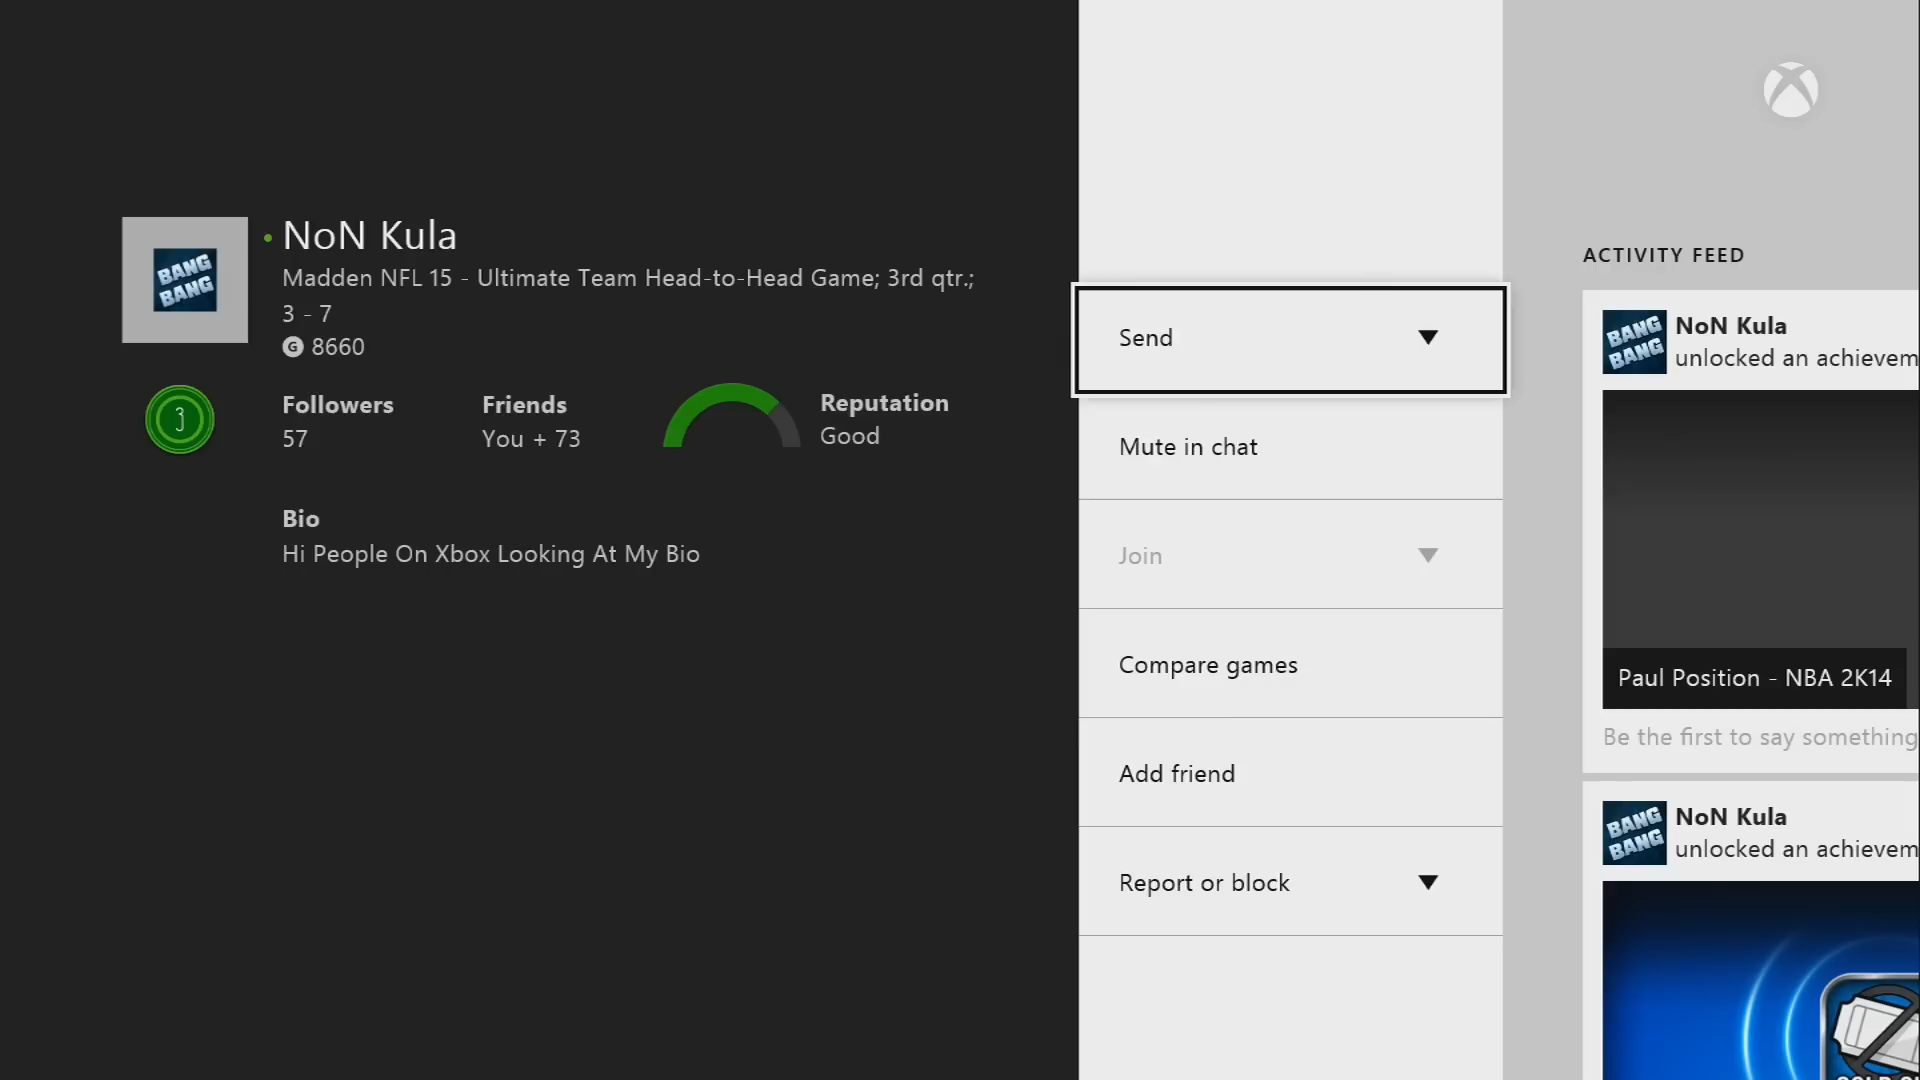 NoN Kula
Madden NFL 15 - Ultimate Team Head-to-Head Game; 3rd qtr.;
3 - 7
G 8660
3
Followers
57
Friends
You + 73
Reputation
Good
Bio
Hi People On Xbox Looking At My Bio
BANG
BANG
Send
Mute in chat
Join
Compare games
Add friend
Report or block
ACTIVITY FEED
BANG
BANG
NoN Kula
unlocked an achievem
Paul Position - NBA 2K14
Be the first to say something
BANG
BANG
NoN Kula
unlocked an achievem